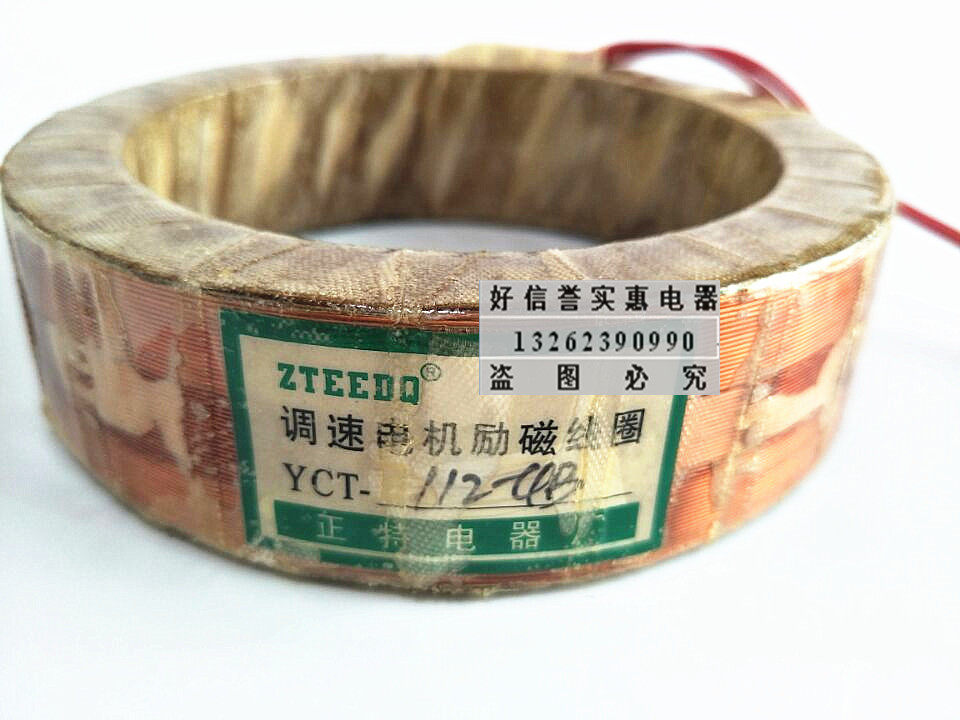 好信誉实惠电器
13262390990
盗图必究
ZTEEDQ®
调速电机励磁线圈
YCT- 112-4B
正特电器厂